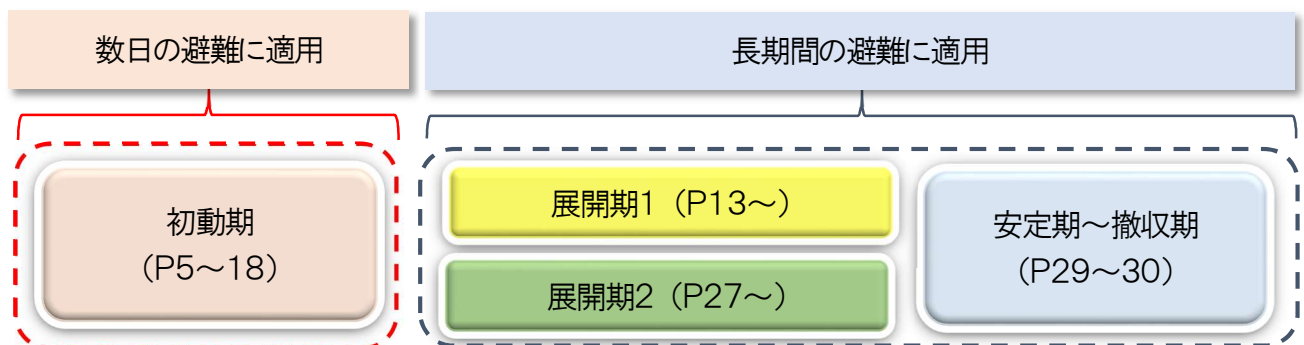 数日の避難に適用
長期間の避難に適用
初動期
(P5～18)
展開期1（P13～）
展開期2（P27～）
安定期～撤収期
(P29～30)